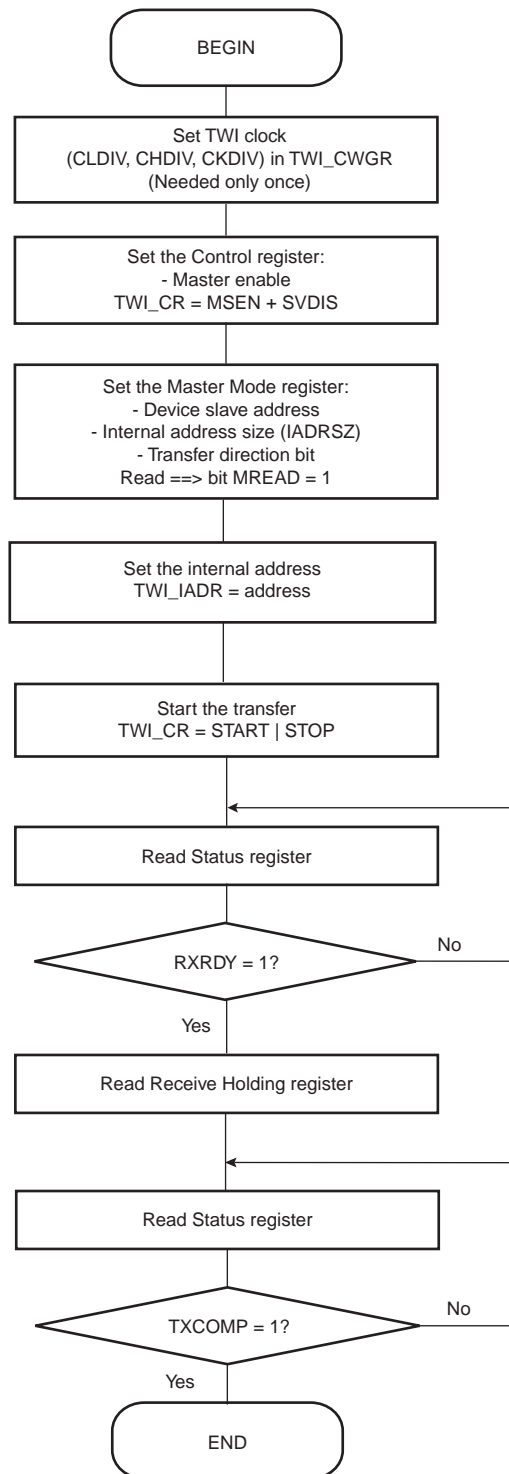 BEGIN
Set TWI clock
(CLDIV, CHDIV, CKDIV) in TWI_CWGR
(Needed only once)
Set the Control register:
- Master enable
TWI_CR = MSEN + SVDIS
Set the Master Mode register:
- Device slave address
- Internal address size (IADRSZ)
- Transfer direction bit
Read ==> bit MREAD = 1
Set the internal address
TWI_IADR = address
Start the transfer
TWI_CR = START | STOP
Read Status register
RXRDY = 1?
No
Yes
Read Receive Holding register
Read Status register
TXCOMP = 1?
No
Yes
END